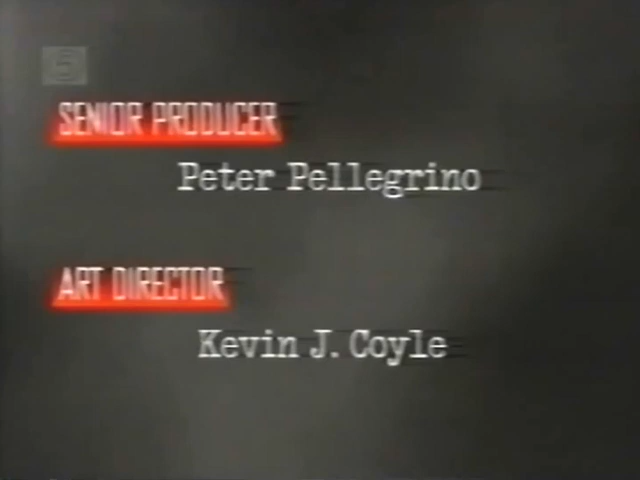 5
SENIOR PRODUCER
Peter Pellegrino
ART DIRECTOR
Kevin J. Coyle